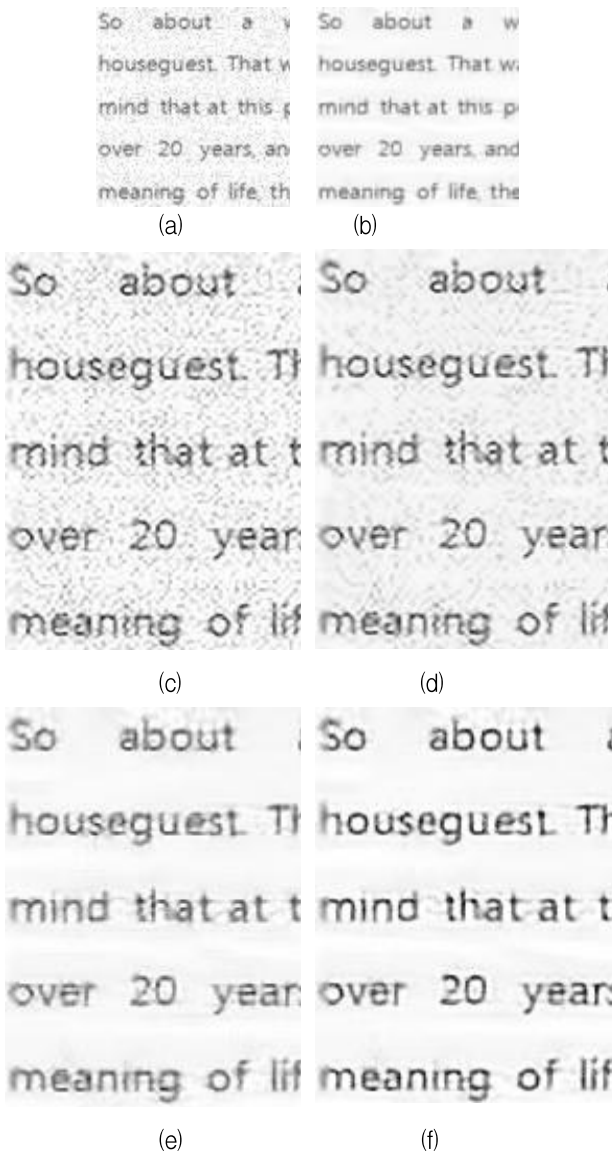 So about a w
houseguest. That w
mind that at this p
over 20 years, an
meaning of life, th
(a)
So about a w
houseguest. That wa
mind that at this po
over 20 years, and
meaning of life, the
(b)
So about a
houseguest. Th
mind that at t
over 20 year
meaning of lif
(c)
So about a
houseguest. Th
mind that at t
over 20 years
meaning of lif
(d)
So about a
houseguest. Th
mind that at t
over 20 year
meaning of lif
(e)
So about a
houseguest. Th
mind that at t
over 20 years
meaning of lif
(f)